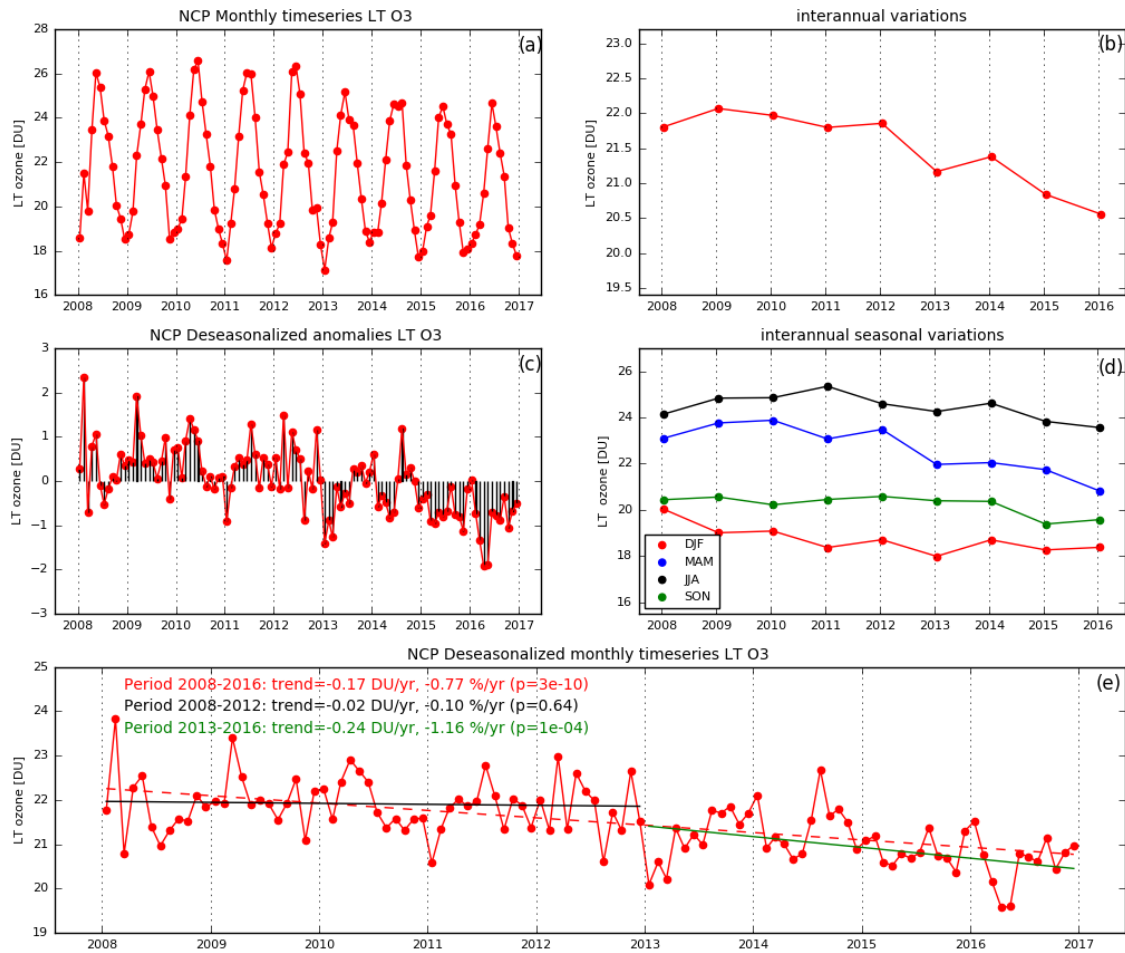 NCP Monthly timeseries LT O3
(a)
LT ozone [DU]
28
26
24
22
20
18
16
2008 2009 2010 2011 2012 2013 2014 2015 2016 2017
interannual variations
(b)
LT ozone [DU]
23.0
22.5
22.0
21.5
21.0
20.5
20.0
19.5
2008 2009 2010 2011 2012 2013 2014 2015 2016
NCP Deseasonalized anomalies LT O3
(c)
LT ozone [DU]
3
2
1
0
−1
−2
−3
2008 2009 2010 2011 2012 2013 2014 2015 2016 2017
interannual seasonal variations
(d)
LT ozone [DU]
26
24
22
20
18
16
DJF
MAM
JJA
SON
2008 2009 2010 2011 2012 2013 2014 2015 2016
NCP Deseasonalized monthly timeseries LT O3
(e)
Period 2008-2016: trend=-0.17 DU/yr, -0.77 %/yr (p=3e-10)
Period 2008-2012: trend=-0.02 DU/yr, -0.10 %/yr (p=0.64)
Period 2013-2016: trend=-0.24 DU/yr, -1.16 %/yr (p=1e-04)
LT ozone [DU]
25
24
23
22
21
20
19
2008 2009 2010 2011 2012 2013 2014 2015 2016 2017